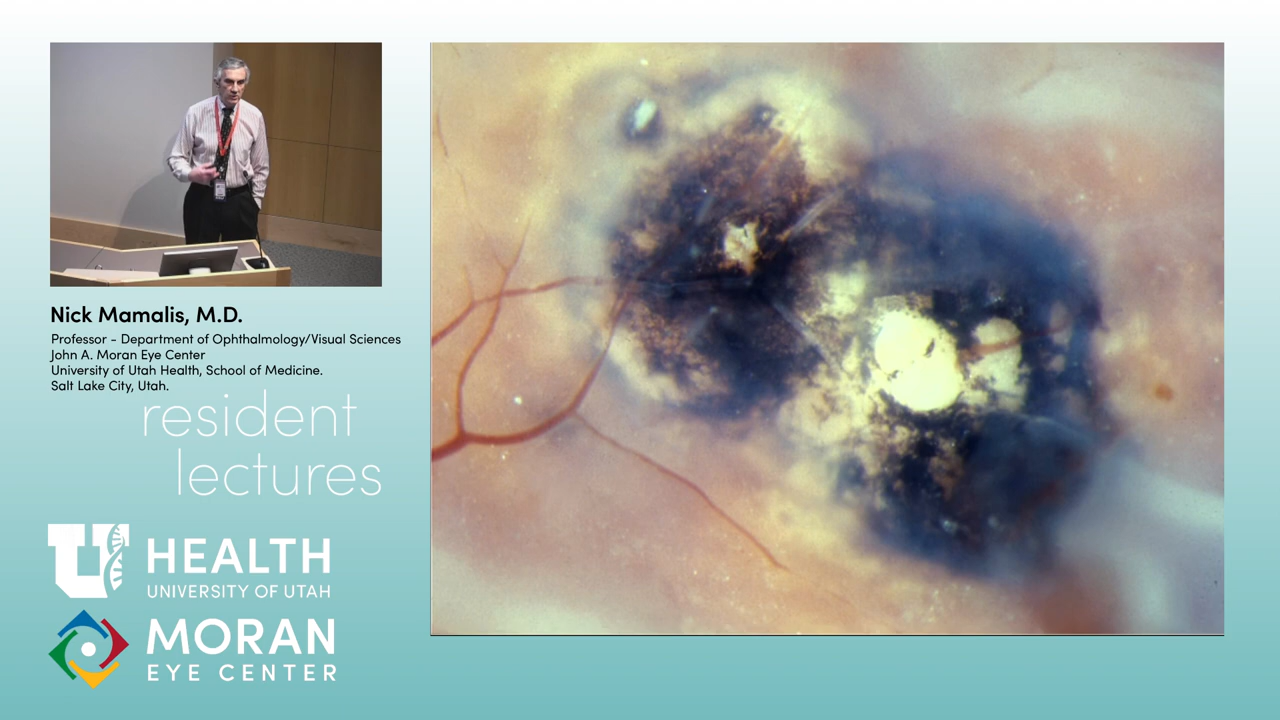 Nick Mamalis, M.D.
Professor - Department of Ophthalmology/Visual Sciences
John A. Moran Eye Center
University of Utah Health, School of Medicine.
Salt Lake City, Utah.
resident
lectures
U HEALTH
UNIVERSITY OF UTAH
MORAN
EYE CENTER